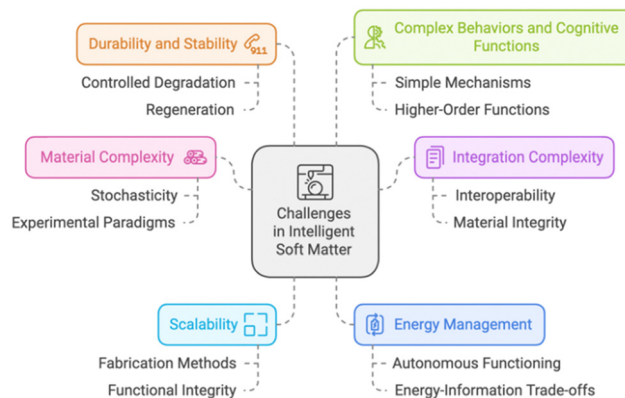 Durability and Stability
911
Controlled Degradation
Regeneration
Complex Behaviors and Cognitive
Functions
Simple Mechanisms
Higher-Order Functions
Material Complexity
Stochasticity
Experimental Paradigms
Challenges
in Intelligent
Soft Matter
Integration Complexity
Interoperability
Material Integrity
Scalability
Fabrication Methods
Functional Integrity
Energy Management
Autonomous Functioning
Energy-Information Trade-offs